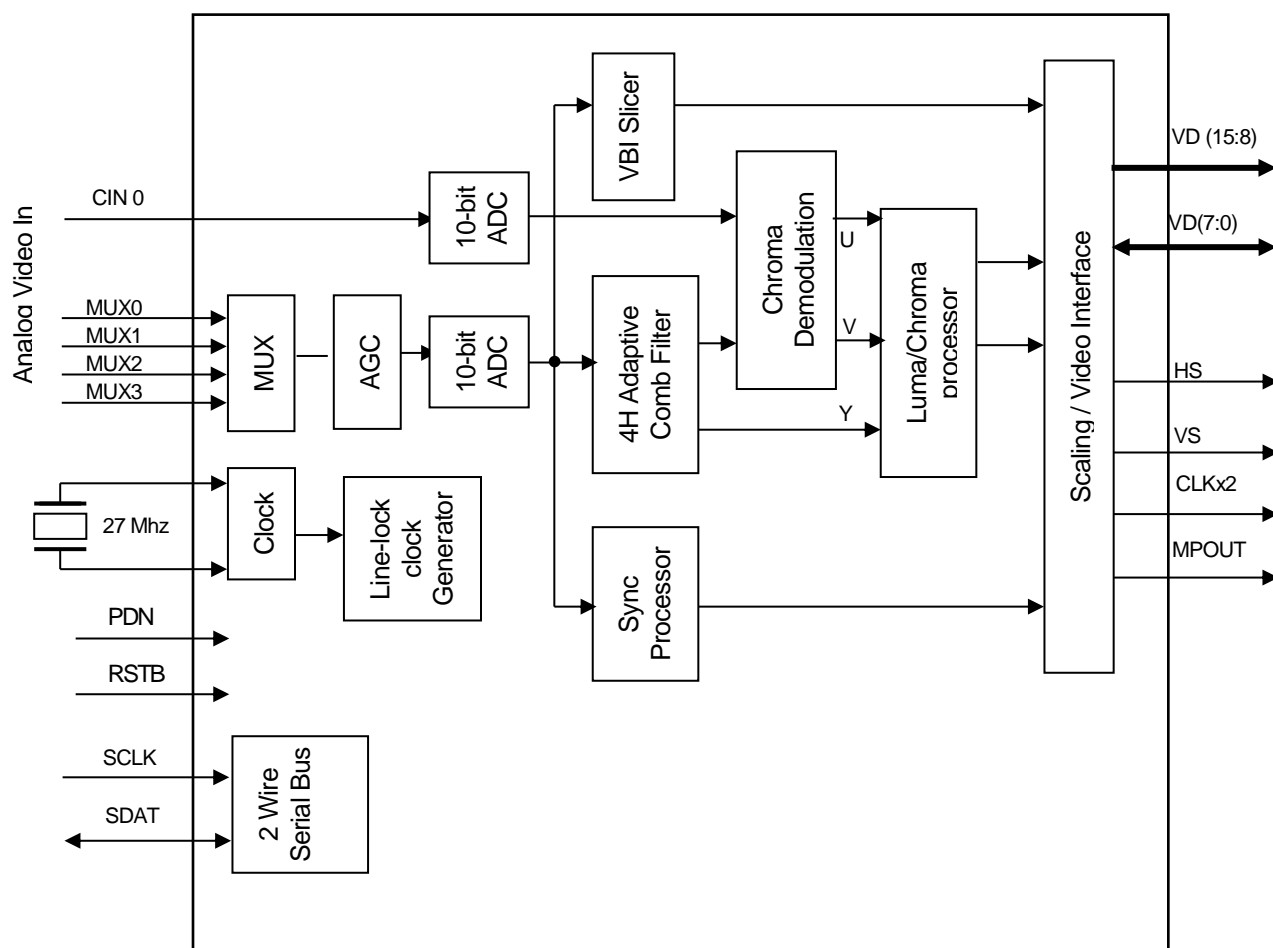 Analog Video In
CIN 0
MUX0
MUX1
MUX2
MUX3
27 Mhz
PDN
RSTB
SCLK
SDAT
MUX
AGC
10-bit
ADC
10-bit
ADC
Clock
Line-lock
clock
Generator
2 Wire
Serial Bus
VBI Slicer
4H Adaptive
Comb Filter
Sync
Processor
Chroma
Demodulation
U
V
Y
Luma/Chroma
processor
Scaling / Video Interface
VD (15:8)
VD(7:0)
HS
VS
CLKx2
MPOUT